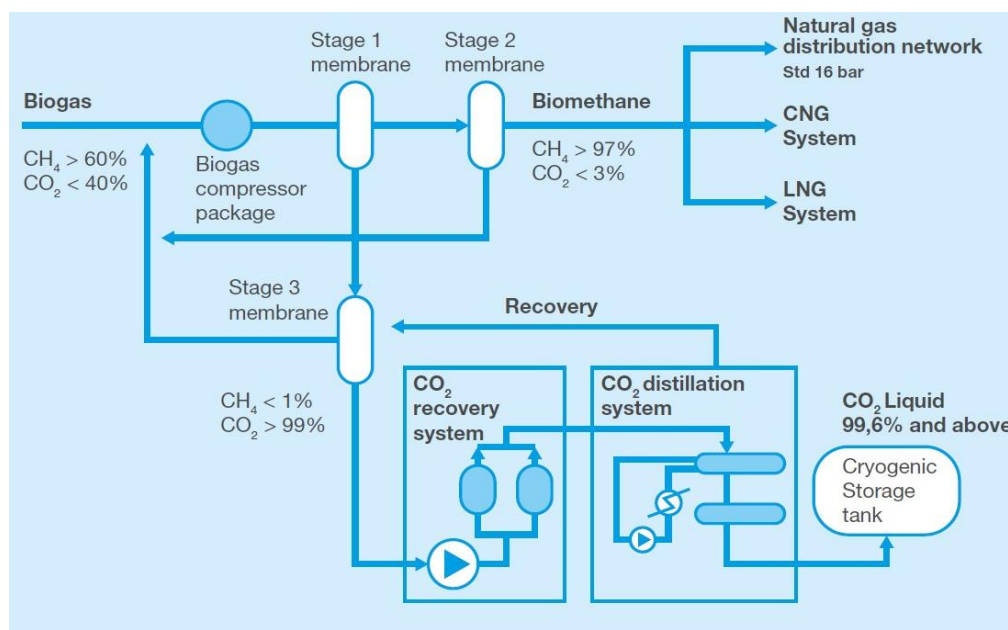 Natural gas
distribution network
Std 16 bar
Stage 1
membrane
Stage 2
membrane
Biogas
Biomethane
CNG
System
CH₄ > 60%
CO₂ < 40%
Biogas
compressor
package
CH₄ > 97%
CO₂ < 3%
LNG
System
Stage 3
membrane
Recovery
CH₄ < 1%
CO₂ > 99%
CO₂
recovery
system
CO₂ distillation
system
CO₂ Liquid
99,6% and above
Cryogenic
Storage
tank